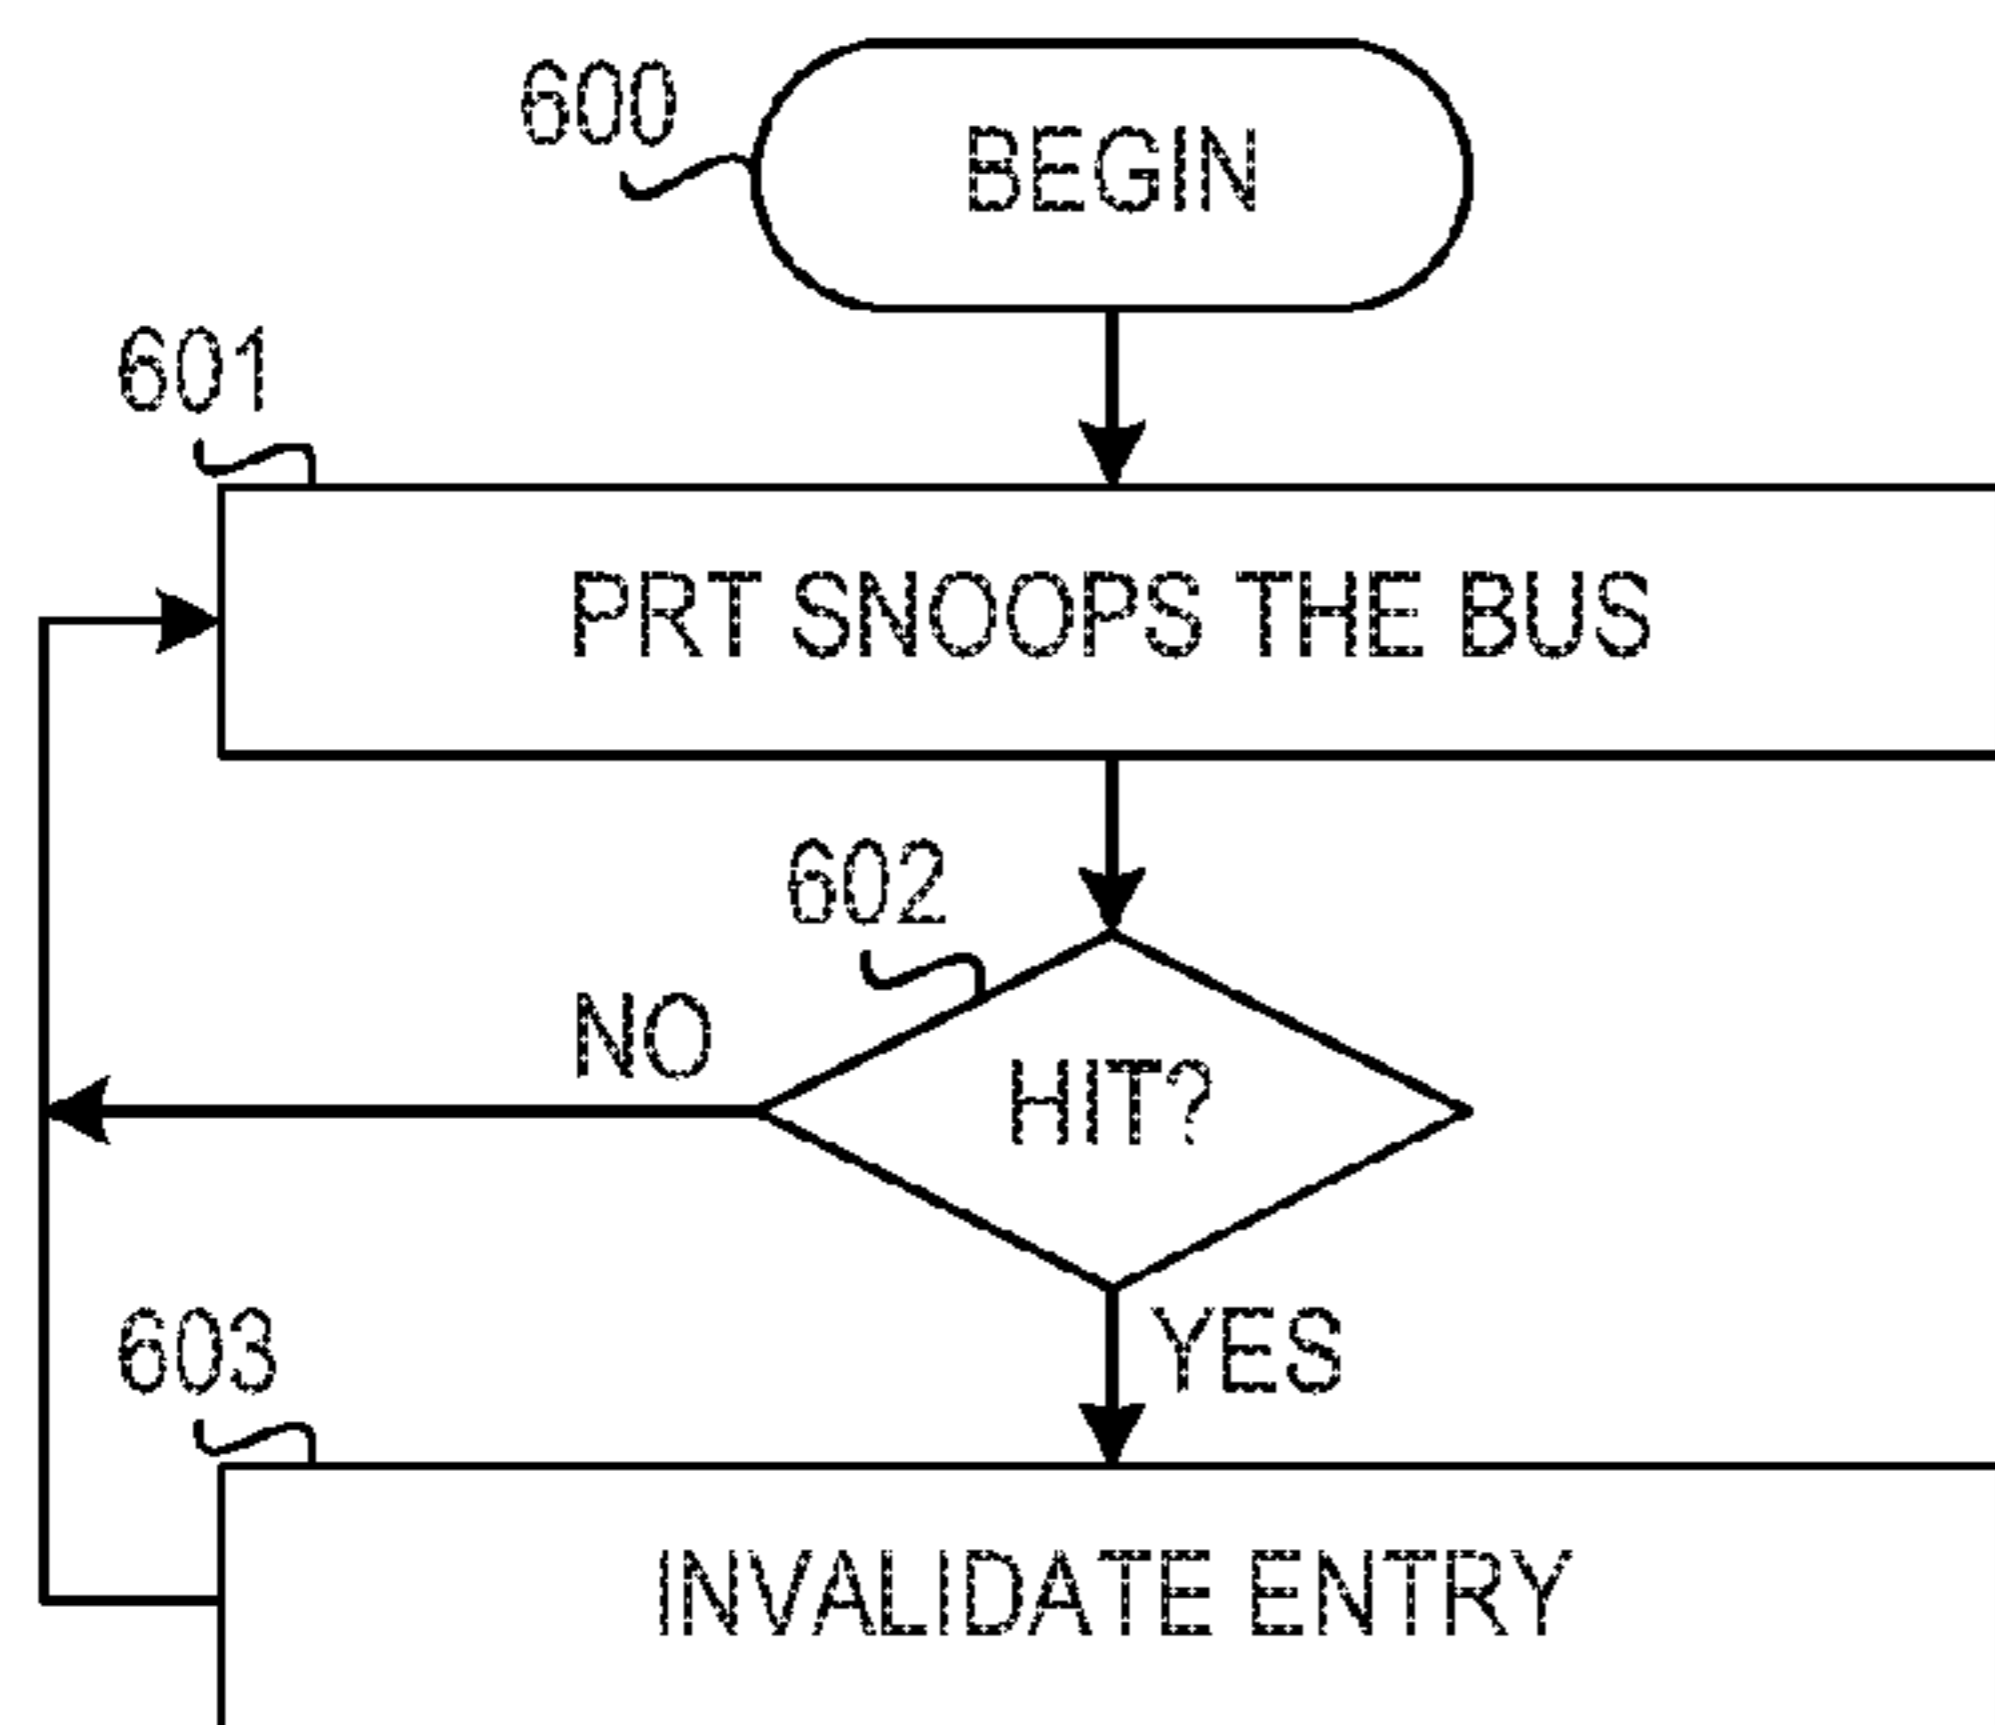 600
BEGIN
601
PRT SNOOPS THE BUS
602
NO
HIT?
603
YES
INVALIDATE ENTRY